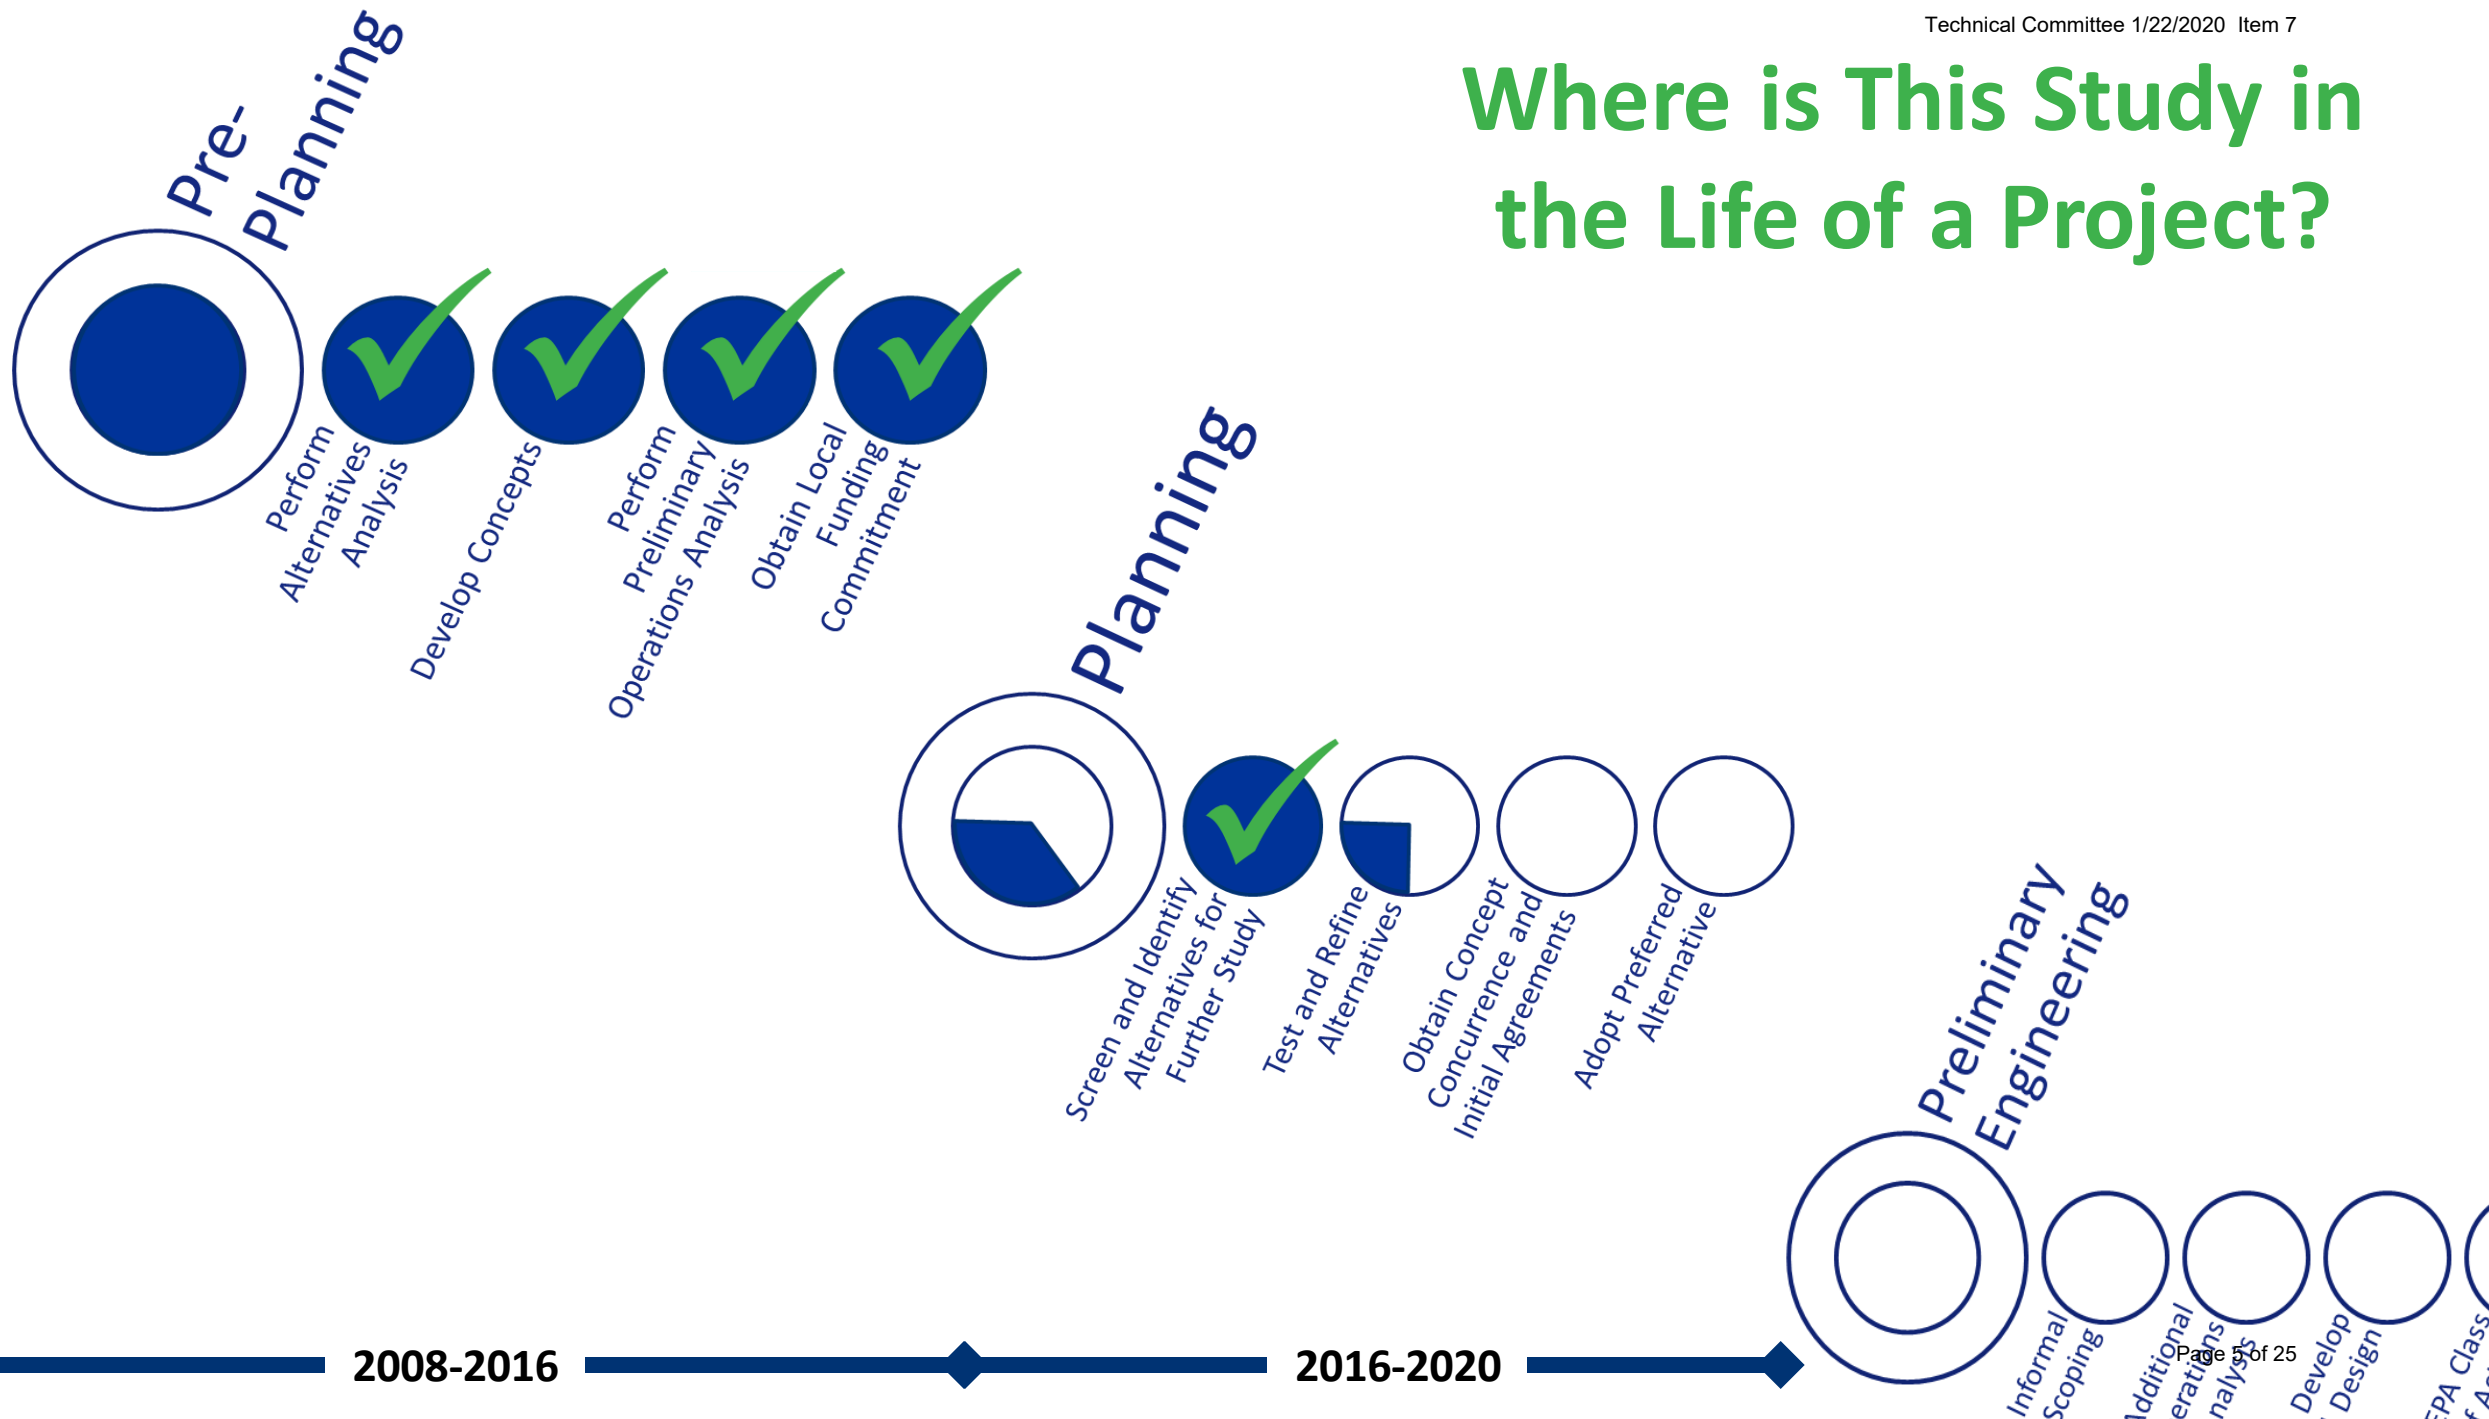 Technical Committee 1/22/2020 Item 7
Where is This Study in
the Life of a Project?
Pre-
Planning
Perform
Alternatives
Analysis
Develop Concepts
Perform
Preliminary
Operations Analysis
Obtain Local
Funding
Commitment
Planning
Screen and Identify
Alternatives for
Further Study
Test and Refine
Alternatives
Obtain Concept
Concurrence and
Initial Agreements
Adopt Preferred
Alternative
Preliminary
Engineering
Informal
Scoping
Additional
Develop
Design
Class
2008-2016
2016-2020
Page 5 of 25